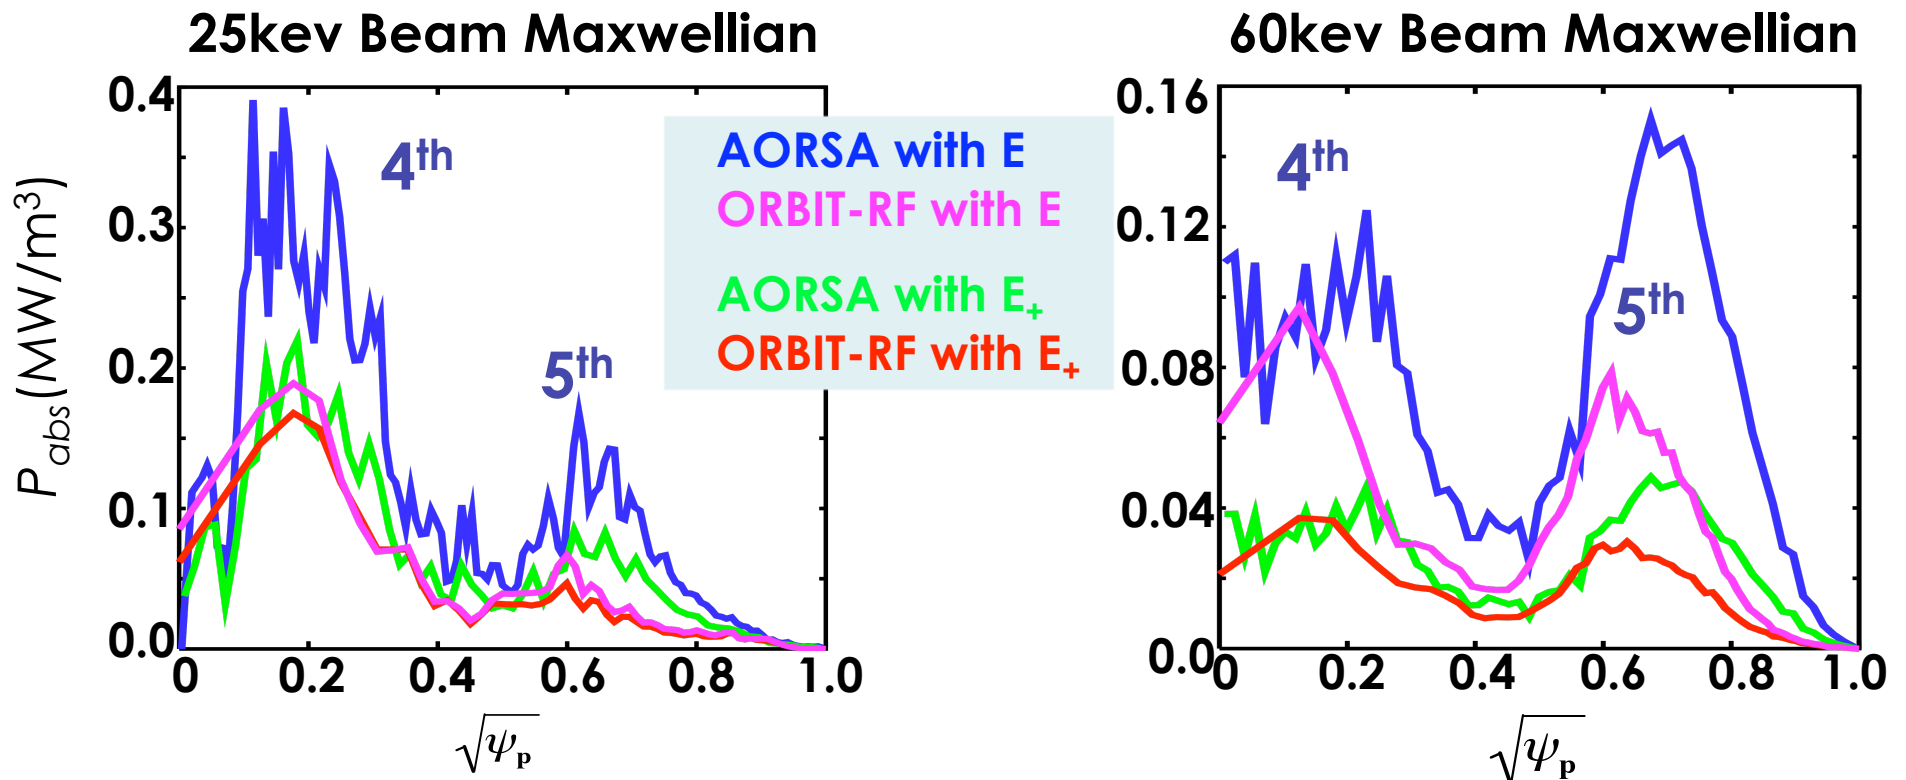 25kev Beam Maxwellian
60kev Beam Maxwellian
P_abs (MW/m³)
0.4
0.3
0.2
0.1
0.0
0 0.2 0.4 0.6 0.8 1.0
√ψ_p
4th
5th
AORSA with E
ORBIT-RF with E
AORSA with E₊
ORBIT-RF with E₊
0.16
0.12
0.08
0.04
0.0
0 0.2 0.4 0.6 0.8 1.0
√ψ_p
4th
5th